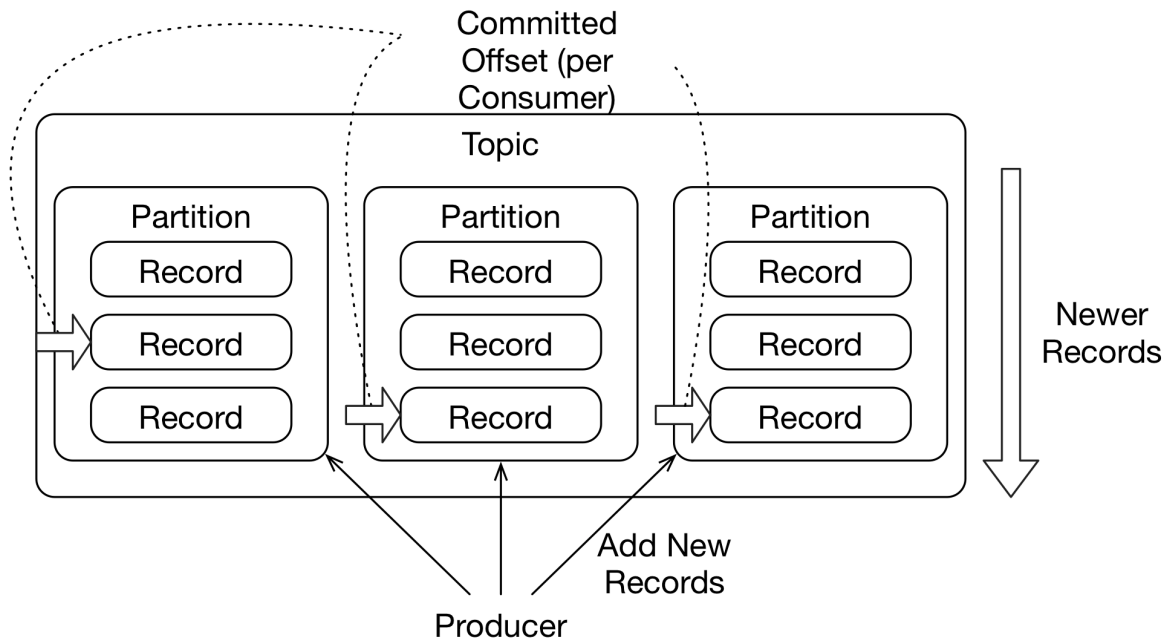 Committed
Offset (per
Consumer)
Topic
Partition
Partition
Partition
Record
Record
Record
Record
Record
Record
Record
Record
Record
Newer
Records
Add New
Records
Producer